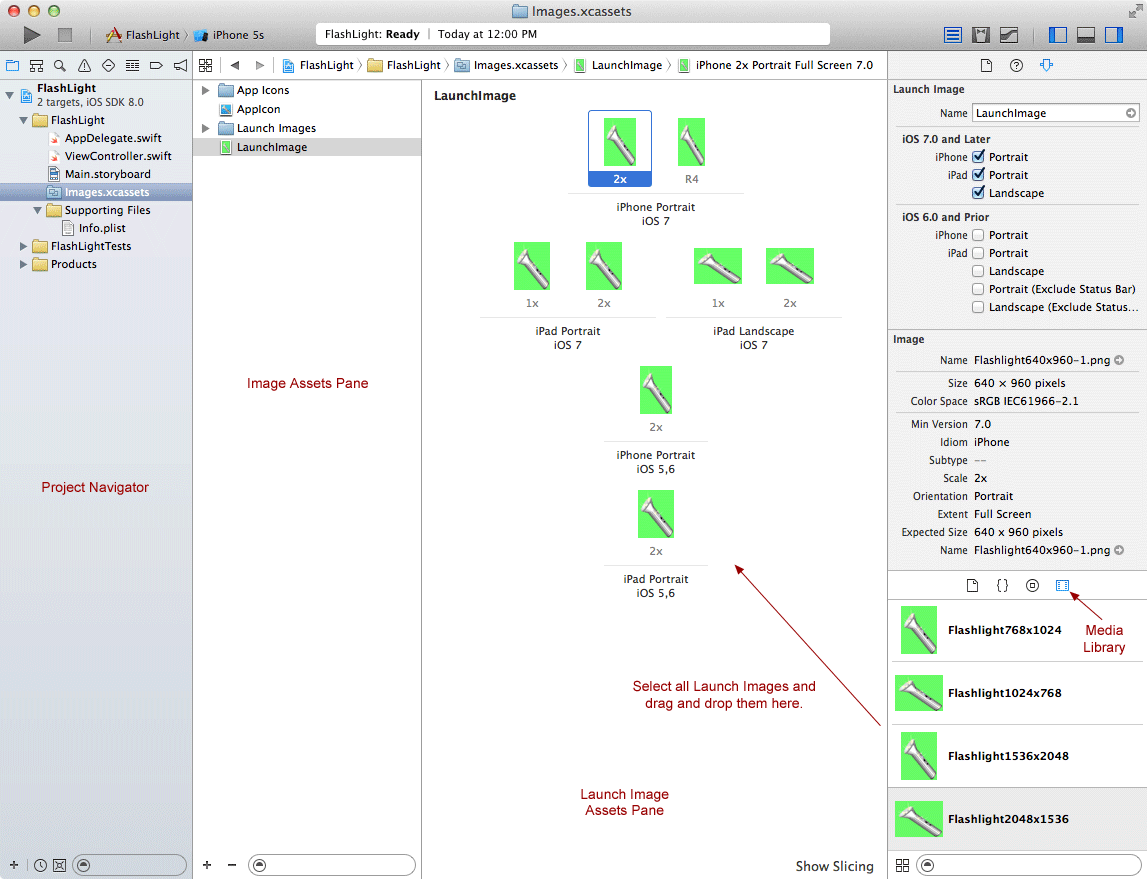 Images.xcassets
FlashLight iPhone 5s
FlashLight: Ready Today at 12:00 PM
FlashLight FlashLight Images.xcassets LaunchImage iPhone 2x Portrait Full Screen 7.0
FlashLight
2 targets, iOS SDK 8.0
FlashLight
AppDelegate.swift
ViewController.swift
Main.storyboard
Images.xcassets
Supporting Files
Info.plist
FlashLightTests
Products
Project Navigator
App Icons
AppIcon
Launch Images
LaunchImage
Image Assets Pane
LaunchImage
2x R4
iPhone Portrait
iOS 7
1x 2x 1x 2x
iPad Portrait iPad Landscape
iOS 7 iOS 7
2x
iPhone Portrait
iOS 5,6
2x
iPad Portrait
iOS 5,6
Select all Launch Images and
drag and drop them here.
Launch Image
Assets Pane
Show Slicing
Launch Image
Name LaunchImage
iOS 7.0 and Later
iPhone Portrait
iPad Portrait
Landscape
iOS 6.0 and Prior
iPhone Portrait
iPad Portrait
Landscape
Portrait (Exclude Status Bar)
Landscape (Exclude Status...
Image
Name Flashlight640x960-1.png
Size 640 × 960 pixels
Color Space sRGB IEC61966-2.1
Min Version 7.0
Idiom iPhone
Subtype --
Scale 2x
Orientation Portrait
Extent Full Screen
Expected Size 640 x 960 pixels
Name Flashlight640x960-1.png
{}
Flashlight768x1024
Media
Library
Flashlight1024x768
Flashlight1536x2048
Flashlight2048x1536